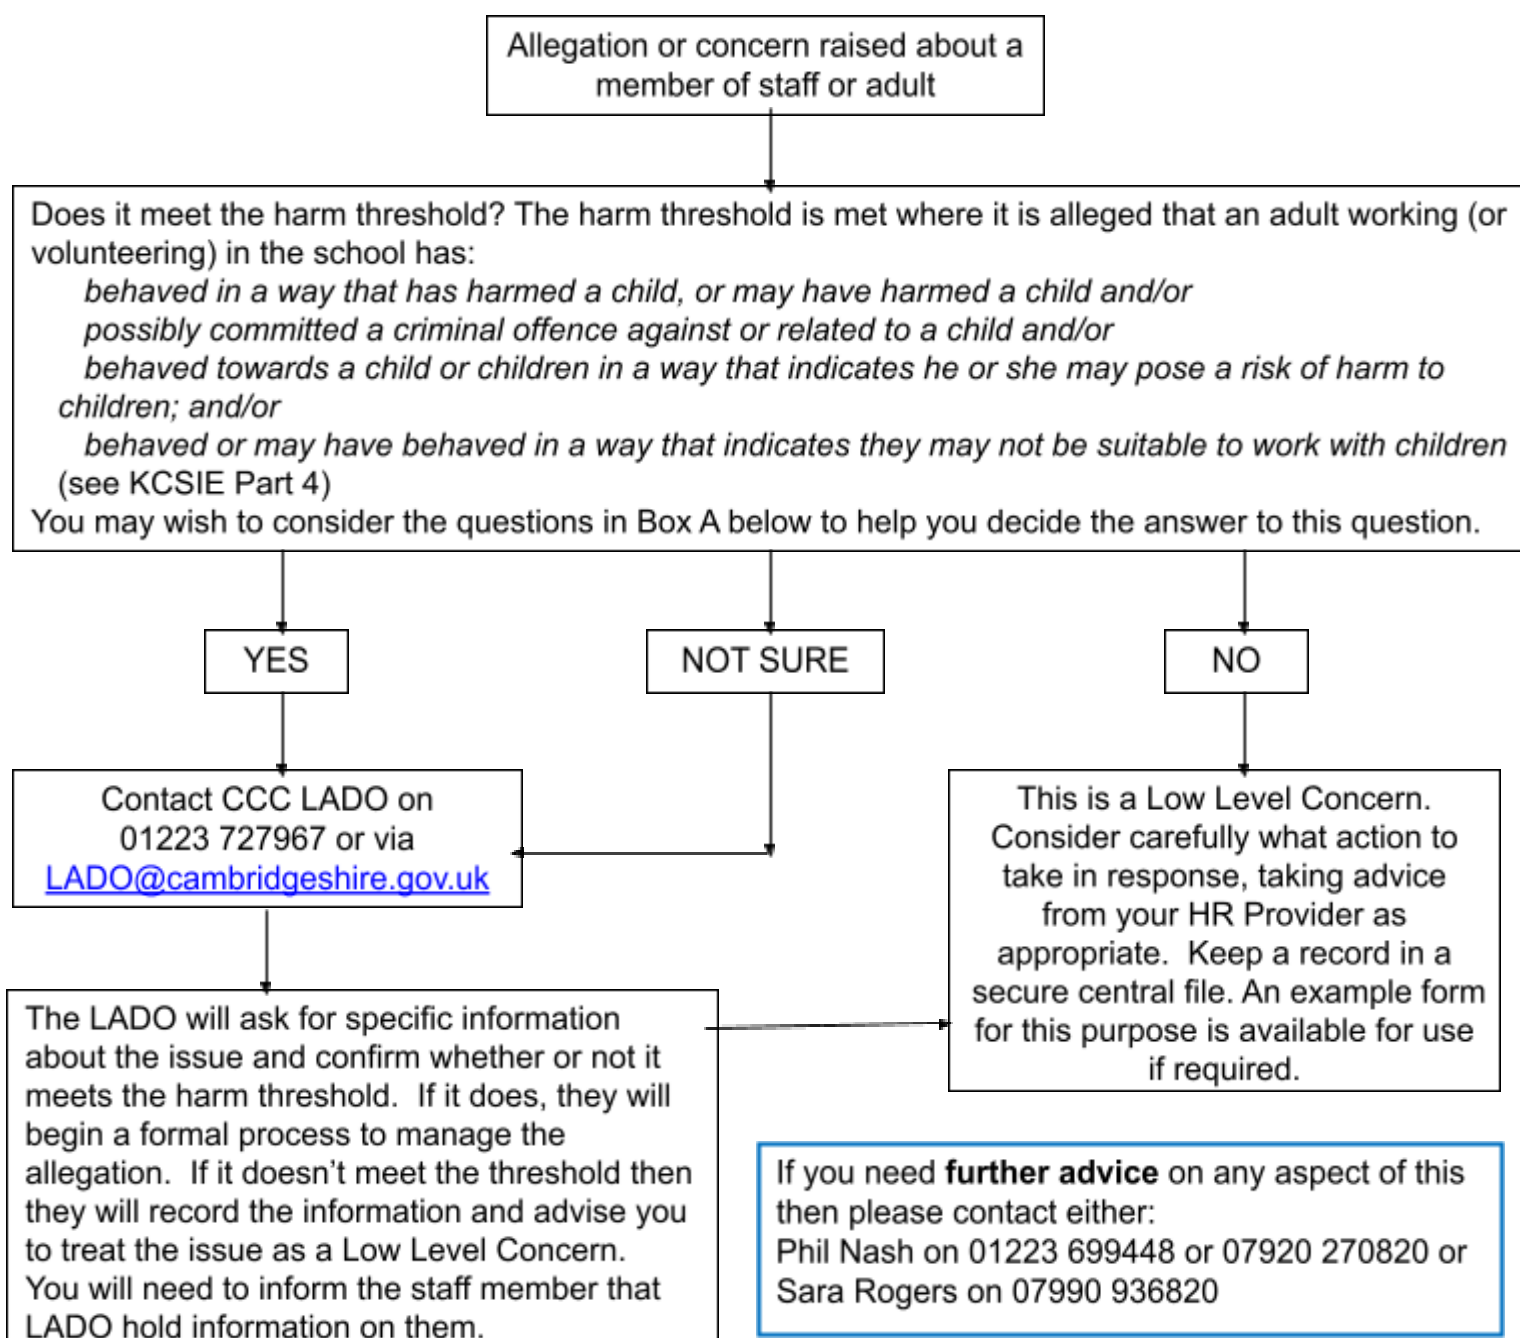 Allegation or concern raised about a
member of staff or adult
Does it meet the harm threshold? The harm threshold is met where it is alleged that an adult working (or
volunteering) in the school has:
behaved in a way that has harmed a child, or may have harmed a child and/or
possibly committed a criminal offence against or related to a child and/or
behaved towards a child or children in a way that indicates he or she may pose a risk of harm to
children; and/or
behaved or may have behaved in a way that indicates they may not be suitable to work with children
(see KCSIE Part 4)
You may wish to consider the questions in Box A below to help you decide the answer to this question.
YES
NOT SURE
NO
Contact CCC LADO on
01223 727967 or via
LADO@cambridgeshire.gov.uk
This is a Low Level Concern.
Consider carefully what action to
take in response, taking advice
from your HR Provider as
appropriate.  Keep a record in a
secure central file. An example form
for this purpose is available for use
if required.
The LADO will ask for specific information
about the issue and confirm whether or not it
meets the harm threshold.  If it does, they will
begin a formal process to manage the
allegation.  If it doesn't meet the threshold then
they will record the information and advise you
to treat the issue as a Low Level Concern.
You will need to inform the staff member that
LADO hold information on them.
If you need further advice on any aspect of this
then please contact either:
Phil Nash on 01223 699448 or 07920 270820 or
Sara Rogers on 07990 936820